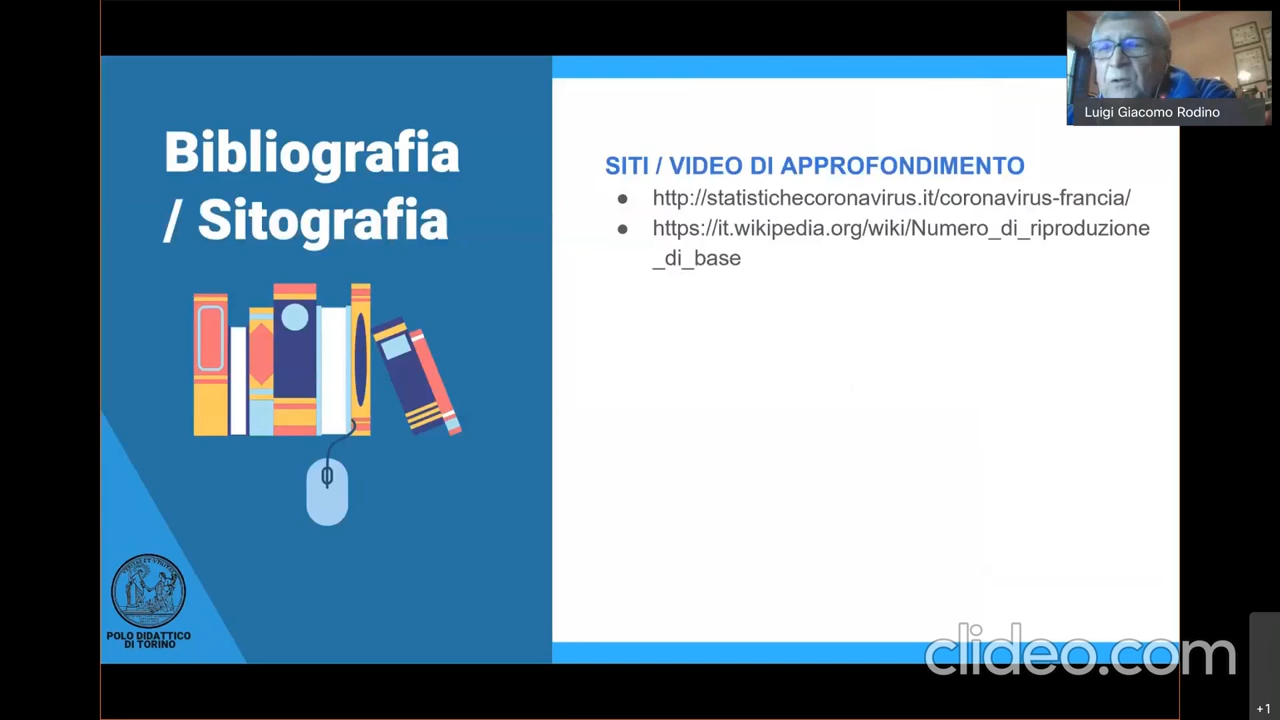 Luigi Giacomo Rodino
Bibliografia
/ Sitografia
SITI / VIDEO DI APPROFONDIMENTO
● http://statistichecoronavirus.it/coronavirus-francia/
● https://it.wikipedia.org/wiki/Numero_di_riproduzione
_di_base
POLO DIDATTICO
DI TORINO
clideo.com
+1